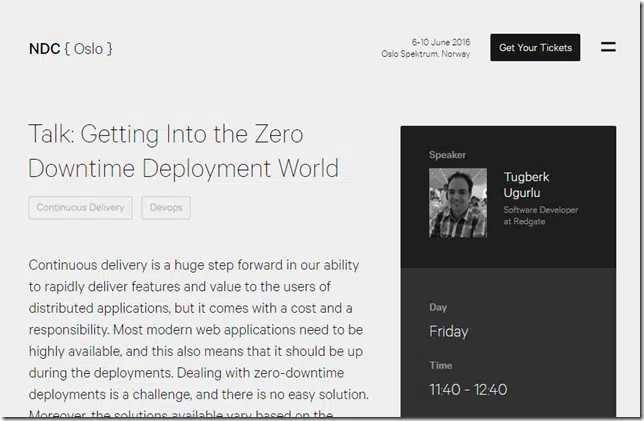 NDC { Oslo }
6-10 June 2016
Oslo Spektrum, Norway
Get Your Tickets
Talk: Getting Into the Zero
Downtime Deployment World
Continuous Delivery
Devops
Continuous delivery is a huge step forward in our ability
to rapidly deliver features and value to the users of
distributed applications, but it comes with a cost and a
responsibility. Most modern web applications need to be
highly available, and this also means that it should be up
during the deployments. Dealing with zero-downtime
deployments is a challenge, and there is no easy solution.
Moreover, the solutions available vary based on the
Speaker
Tugberk
Ugurlu
Software Developer
at Redgate
Day
Friday
Time
11:40 - 12:40